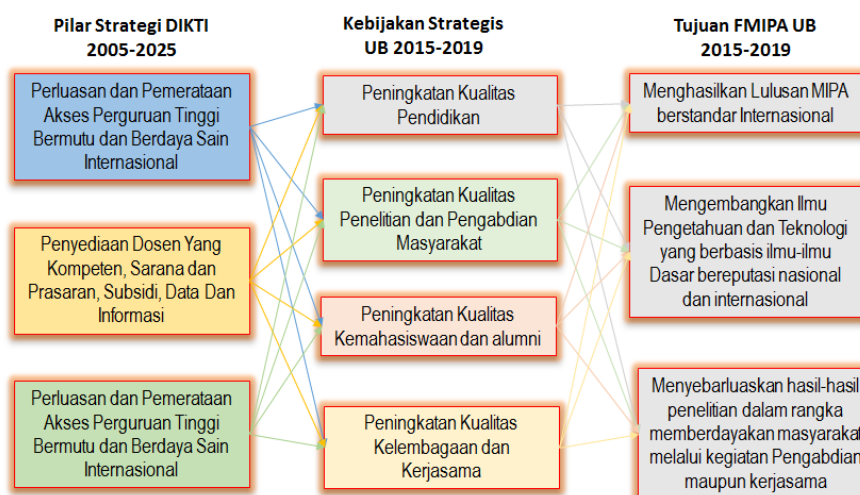 Pilar Strategi DIKTI
2005-2025
Perluasan dan Pemerataan
Akses Perguruan Tinggi
Bermutu dan Berdaya Sain
Internasional
Penyediaan Dosen Yang
Kompeten, Sarana dan
Prasaran, Subsidi, Data Dan
Informasi
Perluasan dan Pemerataan
Akses Perguruan Tinggi
Bermutu dan Berdaya Sain
Internasional
Kebijakan Strategis
UB 2015-2019
Peningkatan Kualitas
Pendidikan
Peningkatan Kualitas
Penelitian dan Pengabdian
Masyarakat
Peningkatan Kualitas
Kemahasiswaan dan alumni
Peningkatan Kualitas
Kelembagaan dan
Kerjasama
Tujuan FMIPA UB
2015-2019
Menghasilkan Lulusan MIPA
berstandar Internasional
Mengembangkan Ilmu
Pengetahuan dan Teknologi
yang berbasis ilmu-ilmu
Dasar bereputasi nasional
dan internasional
Menyebarluaskan hasil-hasil
penelitian dalam rangka
memberdayakan masyarakat
melalui kegiatan Pengabdian
maupun kerjasama